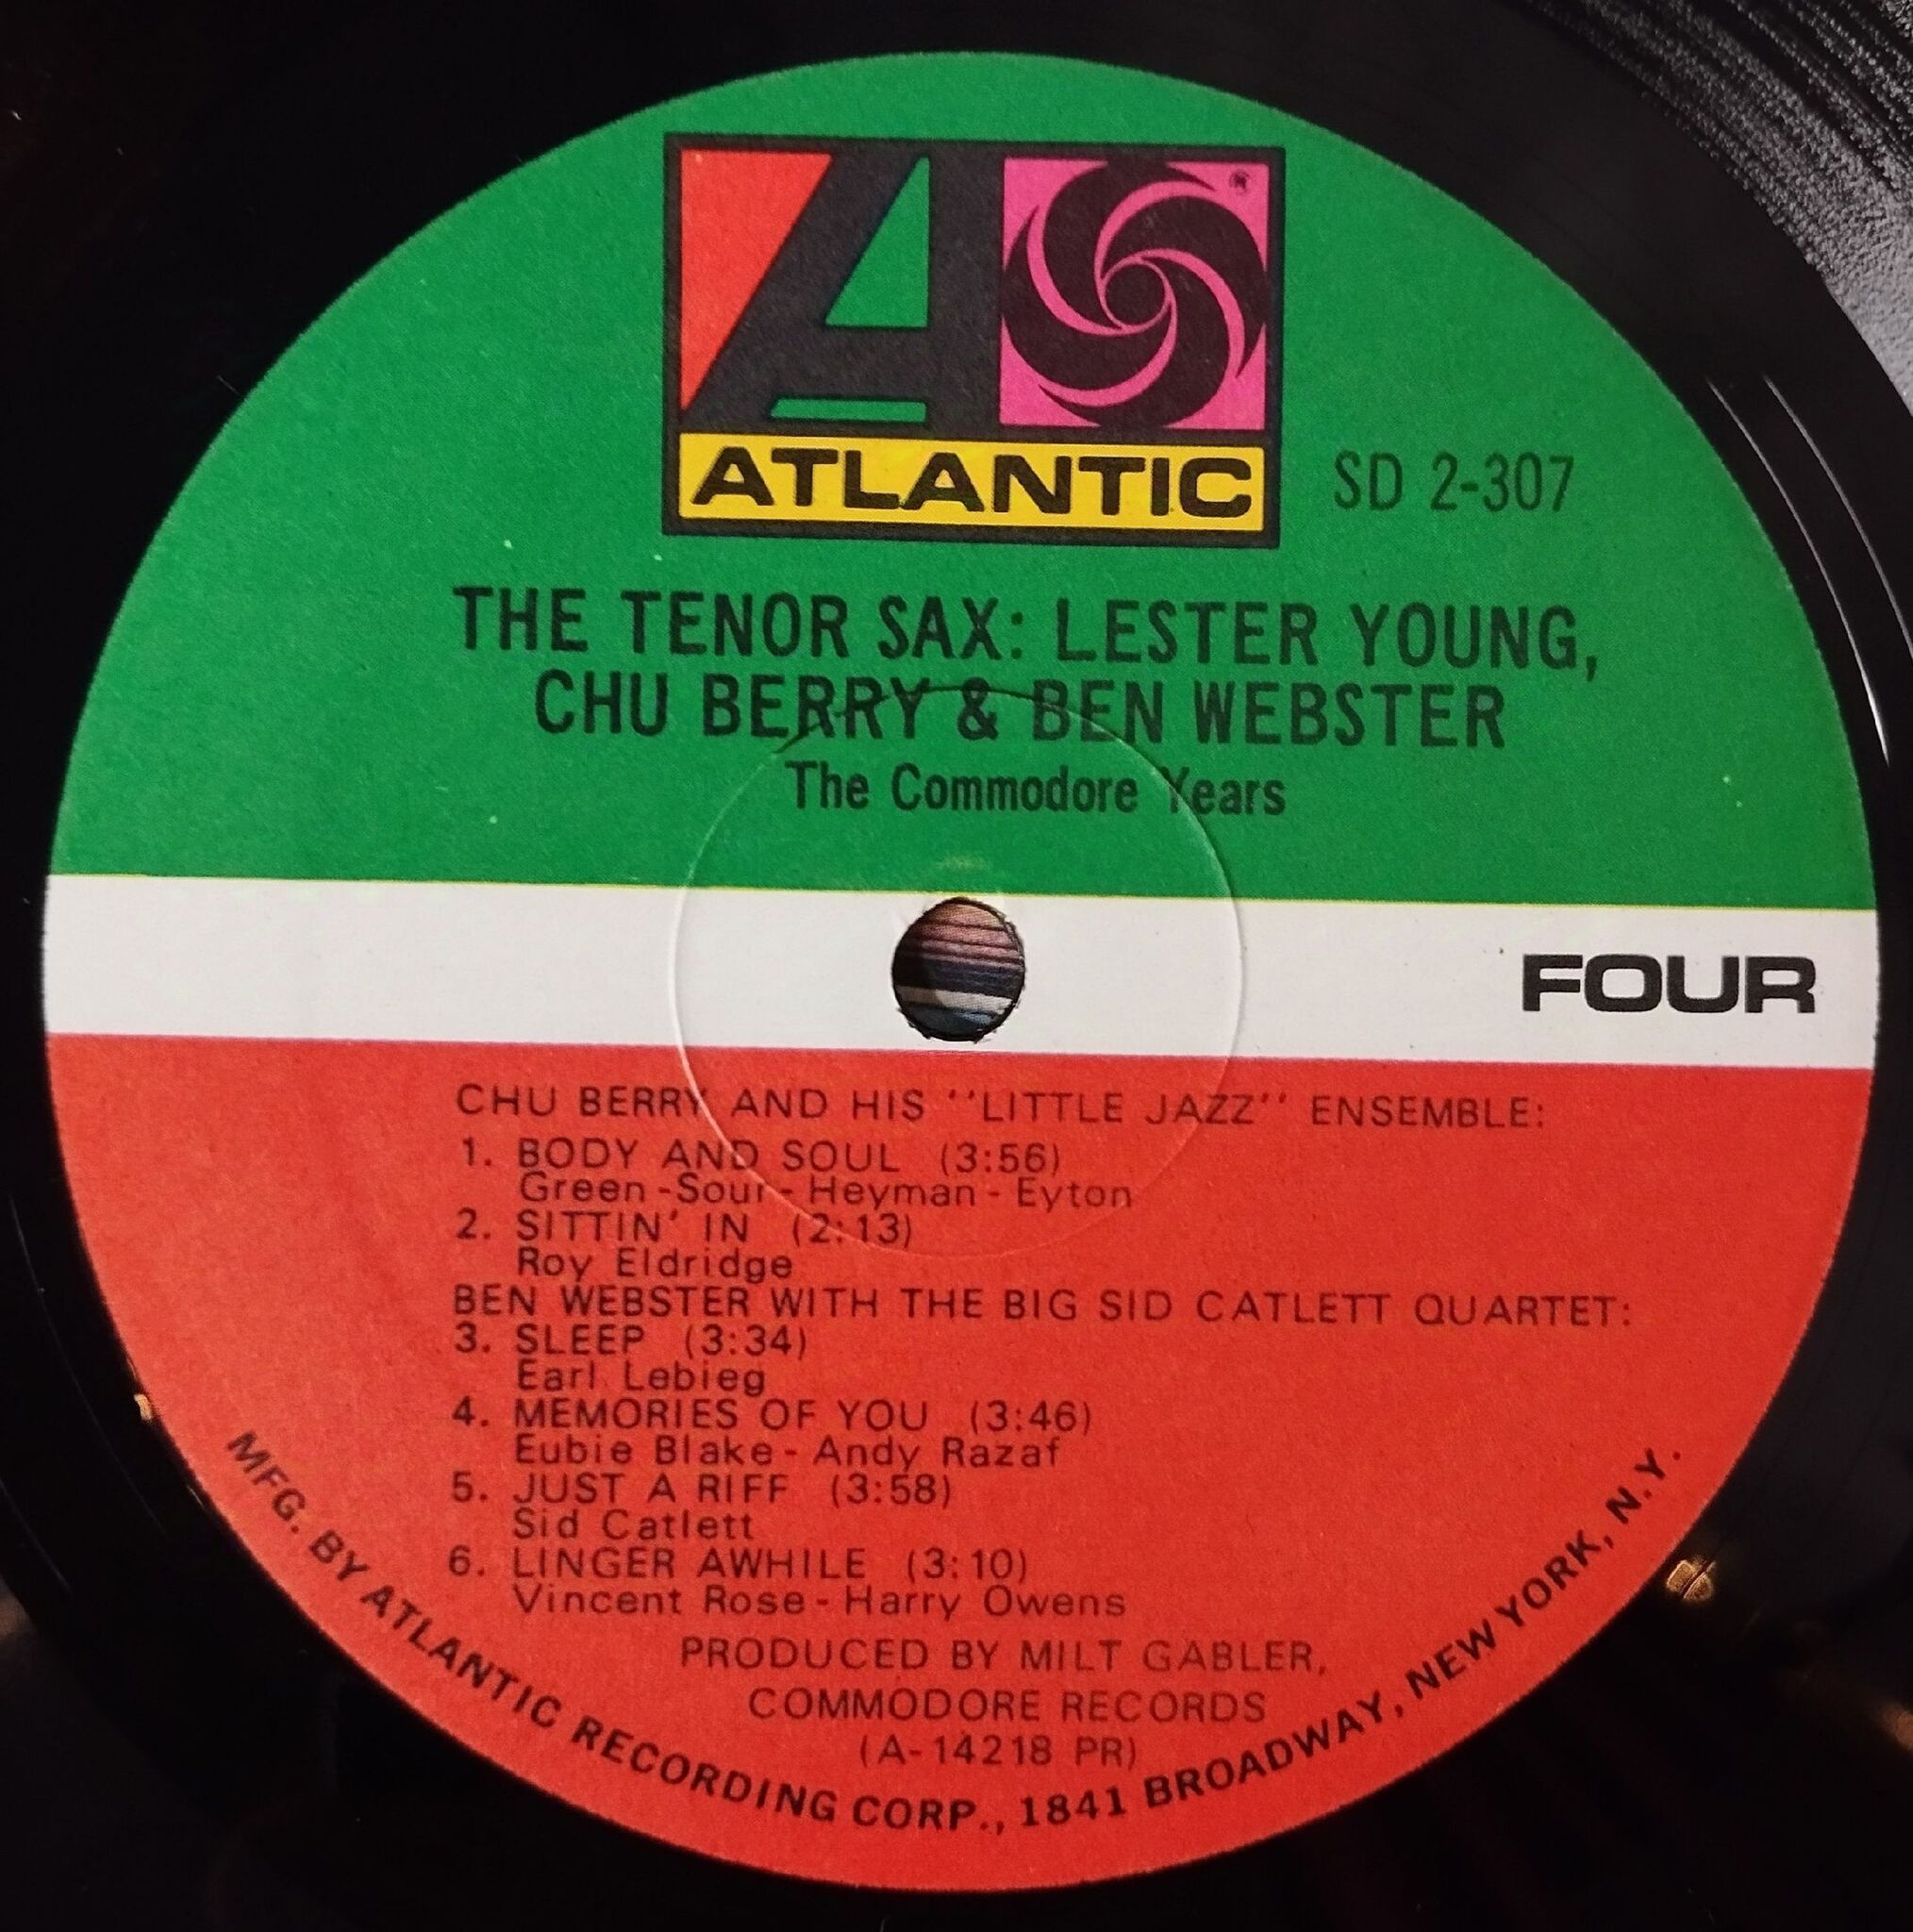 A
®
ATLANTIC
SD 2-307
THE TENOR SAX: LESTER YOUNG,
CHU BERRY & BEN WEBSTER
The Commodore Years
FOUR
CHU BERRY AND HIS ''LITTLE JAZZ'' ENSEMBLE:
1. BODY AND SOUL (3:56)
Green-Sour-Heyman-Eyton
2. SITTIN' IN (2:13)
Roy Eldridge
BEN WEBSTER WITH THE BIG SID CATLETT QUARTET:
3. SLEEP (3:34)
Earl Lebieg
4. MEMORIES OF YOU (3:46)
Eubie Blake-Andy Razaf
5. JUST A RIFF (3:58)
Sid Catlett
6. LINGER AWHILE (3:10)
Vincent Rose-Harry Owens
PRODUCED BY MILT GABLER,
COMMODORE RECORDS
(A-14218 PR)
MFG. BY ATLANTIC RECORDING CORP., 1841 BROADWAY, NEW YORK, N.Y.